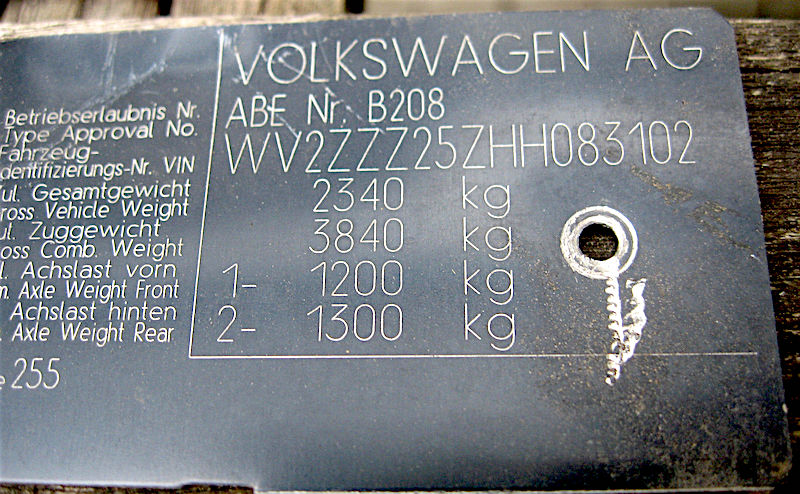 VOLKSWAGEN AG
Betriebserlaubnis Nr. ABE Nr. B208
Type Approval No.
Fahrzeug- WV2ZZZ25ZHH083102
dentifizierungs-Nr. VIN
ul. Gesamtgewicht 2340 kg
ross Vehicle Weight
ul. Zuggewicht 3840 kg
oss Comb. Weight
l. Achslast vorn 1- 1200 kg
m. Axle Weight Front
Achslast hinten 2- 1300 kg
. Axle Weight Rear
e 255